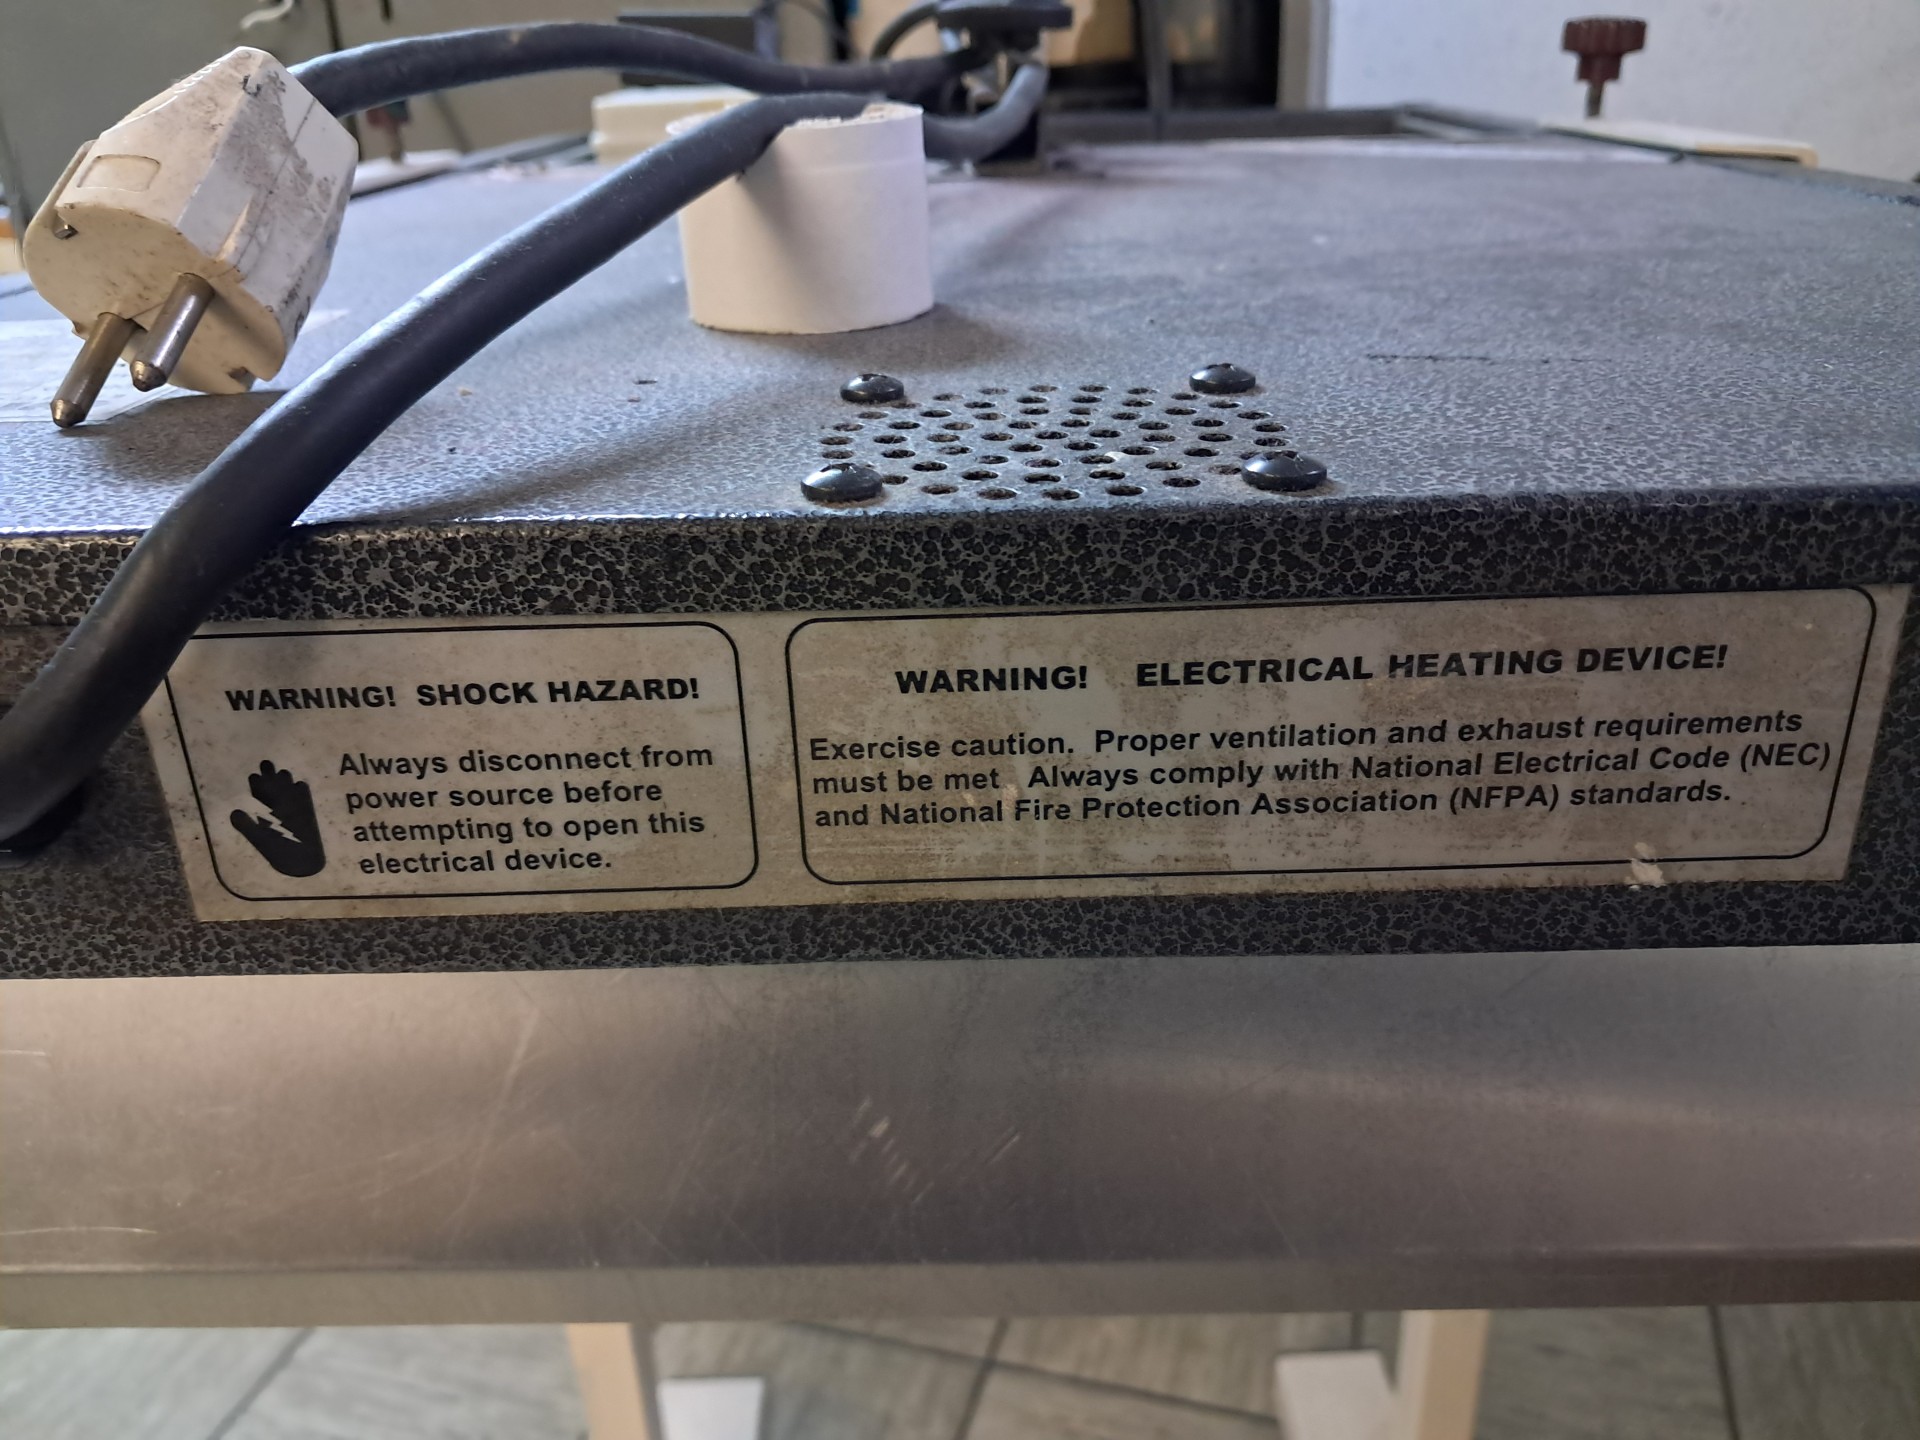 WARNING! SHOCK HAZARD!
Always disconnect from
power source before
attempting to open this
electrical device.
WARNING! ELECTRICAL HEATING DEVICE!
Exercise caution. Proper ventilation and exhaust requirements
must be met. Always comply with National Electrical Code (NEC)
and National Fire Protection Association (NFPA) standards.